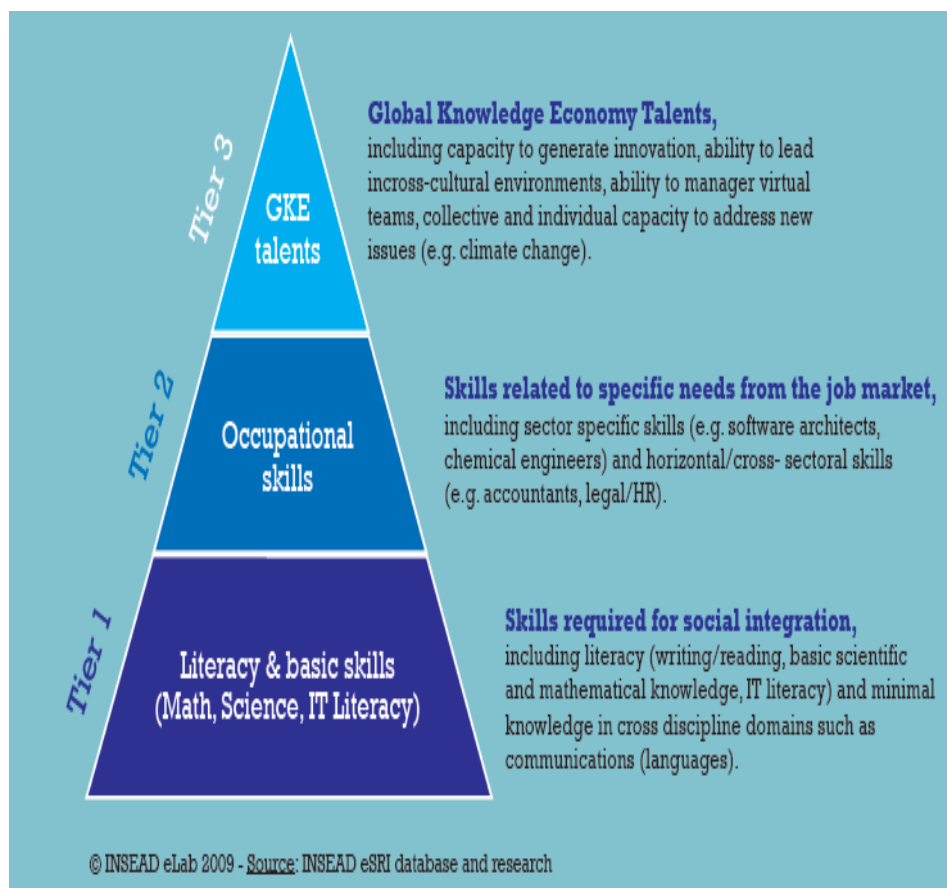 Global Knowledge Economy Talents,
including capacity to generate innovation, ability to lead
incross-cultural environments, ability to manager virtual
teams, collective and individual capacity to address new
issues (e.g. climate change).
Tier 3
GKE
talents
Skills related to specific needs from the job market,
including sector specific skills (e.g. software architects,
chemical engineers) and horizontal/cross- sectoral skills
(e.g. accountants, legal/HR).
Tier 2
Occupational
skills
Skills required for social integration,
including literacy (writing/reading, basic scientific
and mathematical knowledge, IT literacy) and minimal
knowledge in cross discipline domains such as
communications (languages).
Tier 1
Literacy & basic skills
(Math, Science, IT Literacy)
© INSEAD eLab 2009 - Source: INSEAD eSRI database and research